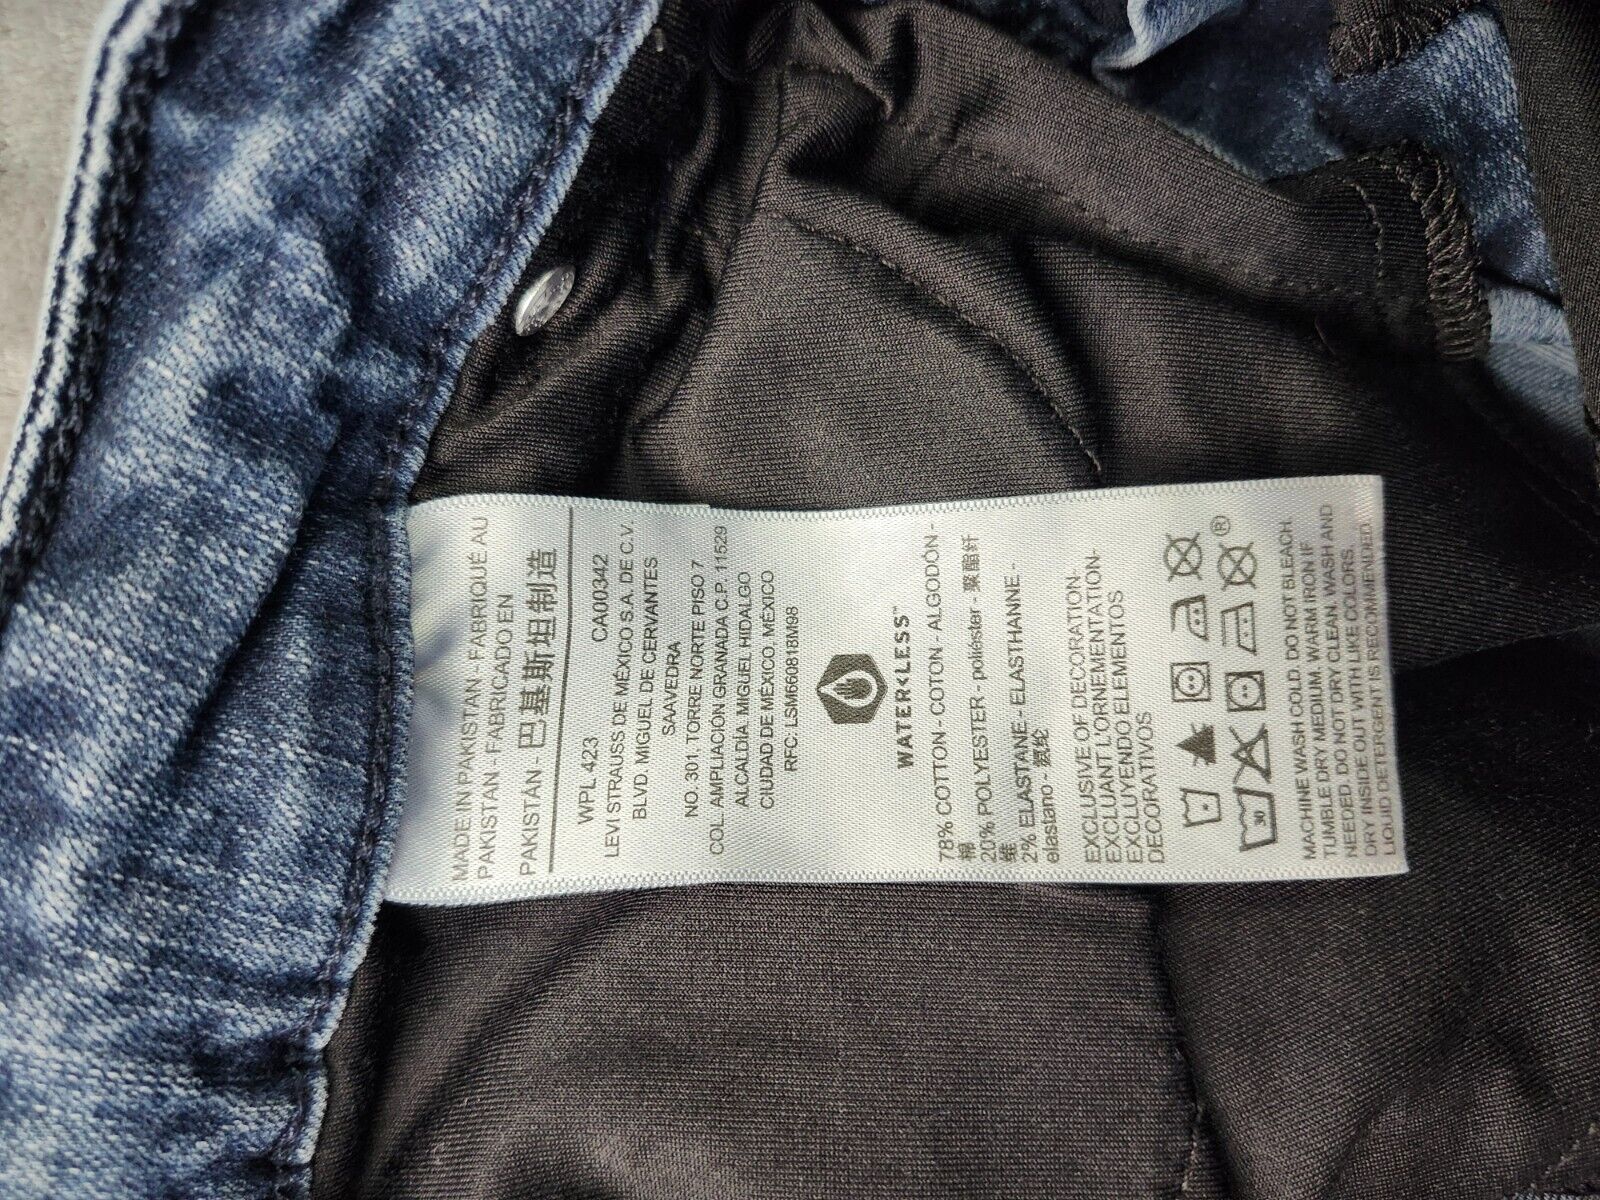 MADE IN PAKISTAN - FABRIQUÉ AU
PAKISTAN - FABRICADO EN
PAKISTÁN - 巴基斯坦制造
WPL 423 CA00342
LEVI STRAUSS DE MÉXICO S.A. DE C.V.
BLVD. MIGUEL DE CERVANTES
SAAVEDRA
NO. 301, TORRE NORTE PISO 7
COL. AMPLIACIÓN GRANADA C.P. 11529
ALCALDÍA MIGUEL HIDALGO
CIUDAD DE MÉXICO, MÉXICO
RFC: LSM660818M98
WATER<LESS™
78% COTTON - COTON - ALGODÓN -
棉
20% POLYESTER - poliéster - 聚酯纤
维
2% ELASTANE - ELASTHANNE -
elastano - 氨纶
EXCLUSIVE OF DECORATION-
EXCLUANT L'ORNEMENTATION-
EXCLUYENDO ELEMENTOS
DECORATIVOS
30 ®
MACHINE WASH COLD. DO NOT BLEACH.
TUMBLE DRY MEDIUM. WARM IRON IF
NEEDED. DO NOT DRY CLEAN. WASH AND
DRY INSIDE OUT WITH LIKE COLORS.
LIQUID DETERGENT IS RECOMMENDED.